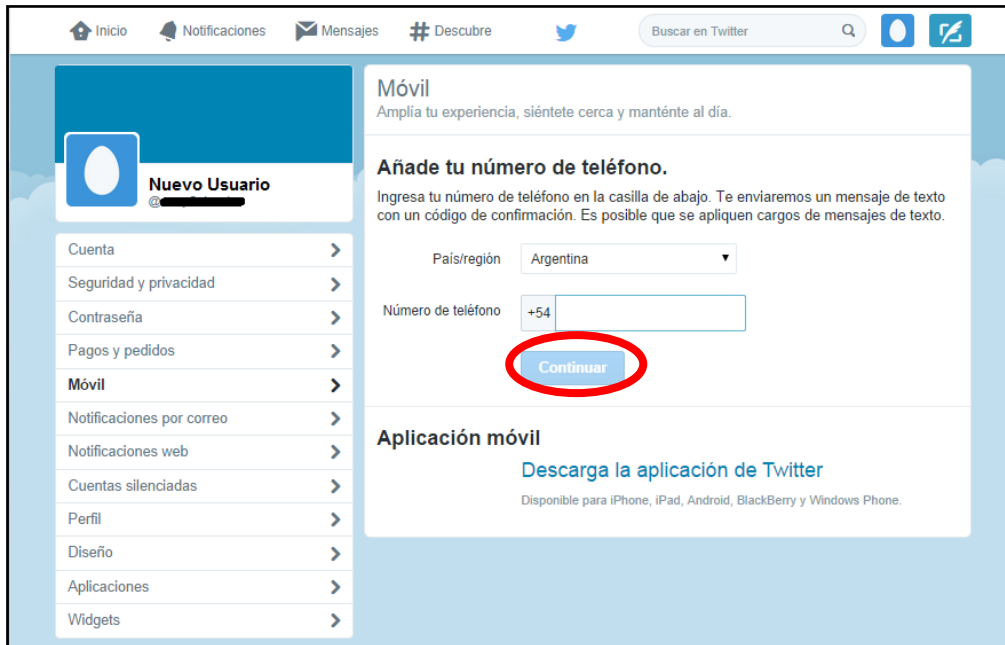 Inicio
Notificaciones
Mensajes
Descubre
Buscar en Twitter
Nuevo Usuario
@
Cuenta
Seguridad y privacidad
Contraseña
Pagos y pedidos
Móvil
Notificaciones por correo
Notificaciones web
Cuentas silenciadas
Perfil
Diseño
Aplicaciones
Widgets
Móvil
Amplía tu experiencia, siéntete cerca y manténte al día.
Añade tu número de teléfono.
Ingresa tu número de teléfono en la casilla de abajo. Te enviaremos un mensaje de texto
con un código de confirmación. Es posible que se apliquen cargos de mensajes de texto.
País/región Argentina
Número de teléfono +54
Continuar
Aplicación móvil
Descarga la aplicación de Twitter
Disponible para iPhone, iPad, Android, BlackBerry y Windows Phone.